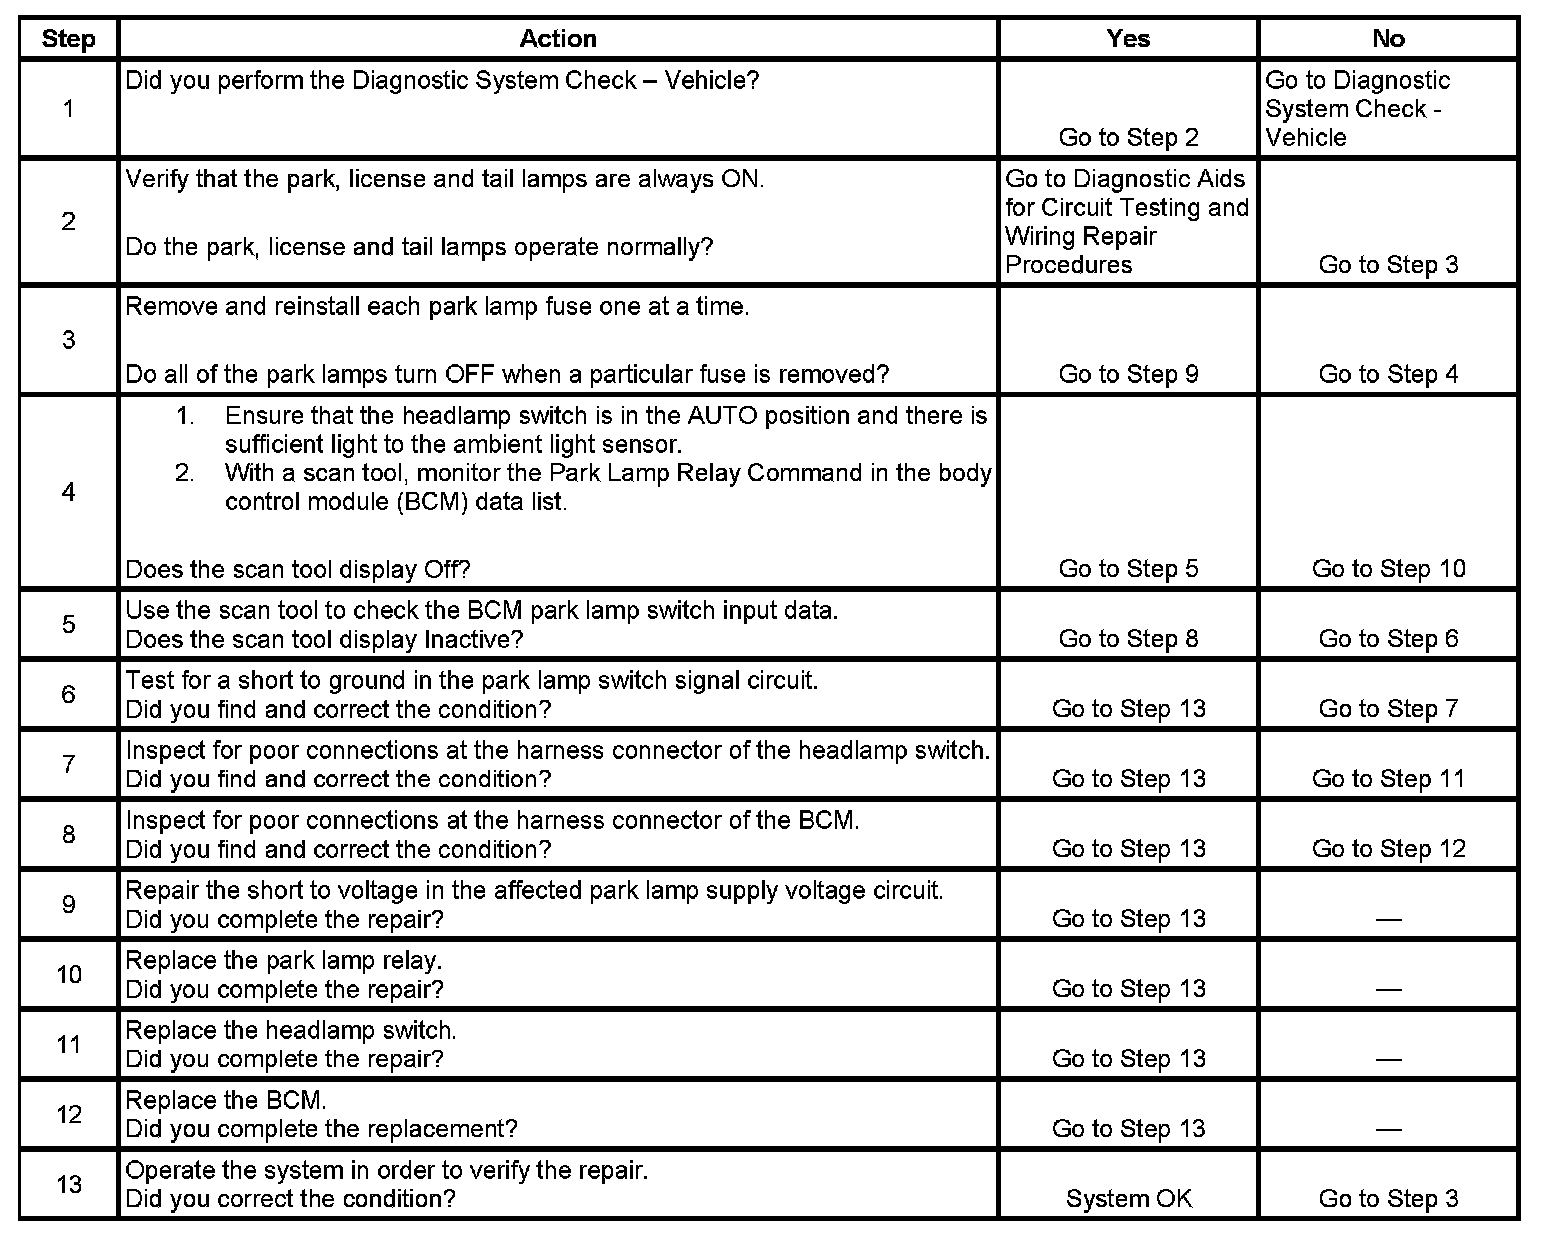 Step Action Yes No
1
Did you perform the Diagnostic System Check – Vehicle?
Go to Step 2
Go to Diagnostic
System Check -
Vehicle
2
Verify that the park, license and tail lamps are always ON.
Do the park, license and tail lamps operate normally?
Go to Diagnostic Aids
for Circuit Testing and
Wiring Repair
Procedures
Go to Step 3
3
Remove and reinstall each park lamp fuse one at a time.
Do all of the park lamps turn OFF when a particular fuse is removed?
Go to Step 9
Go to Step 4
4
1. Ensure that the headlamp switch is in the AUTO position and there is
sufficient light to the ambient light sensor.
2. With a scan tool, monitor the Park Lamp Relay Command in the body
control module (BCM) data list.
Does the scan tool display Off?
Go to Step 5
Go to Step 10
5
Use the scan tool to check the BCM park lamp switch input data.
Does the scan tool display Inactive?
Go to Step 8
Go to Step 6
6
Test for a short to ground in the park lamp switch signal circuit.
Did you find and correct the condition?
Go to Step 13
Go to Step 7
7
Inspect for poor connections at the harness connector of the headlamp switch.
Did you find and correct the condition?
Go to Step 13
Go to Step 11
8
Inspect for poor connections at the harness connector of the BCM.
Did you find and correct the condition?
Go to Step 13
Go to Step 12
9
Repair the short to voltage in the affected park lamp supply voltage circuit.
Did you complete the repair?
Go to Step 13
—
10
Replace the park lamp relay.
Did you complete the repair?
Go to Step 13
—
11
Replace the headlamp switch.
Did you complete the repair?
Go to Step 13
—
12
Replace the BCM.
Did you complete the replacement?
Go to Step 13
—
13
Operate the system in order to verify the repair.
Did you correct the condition?
System OK
Go to Step 3